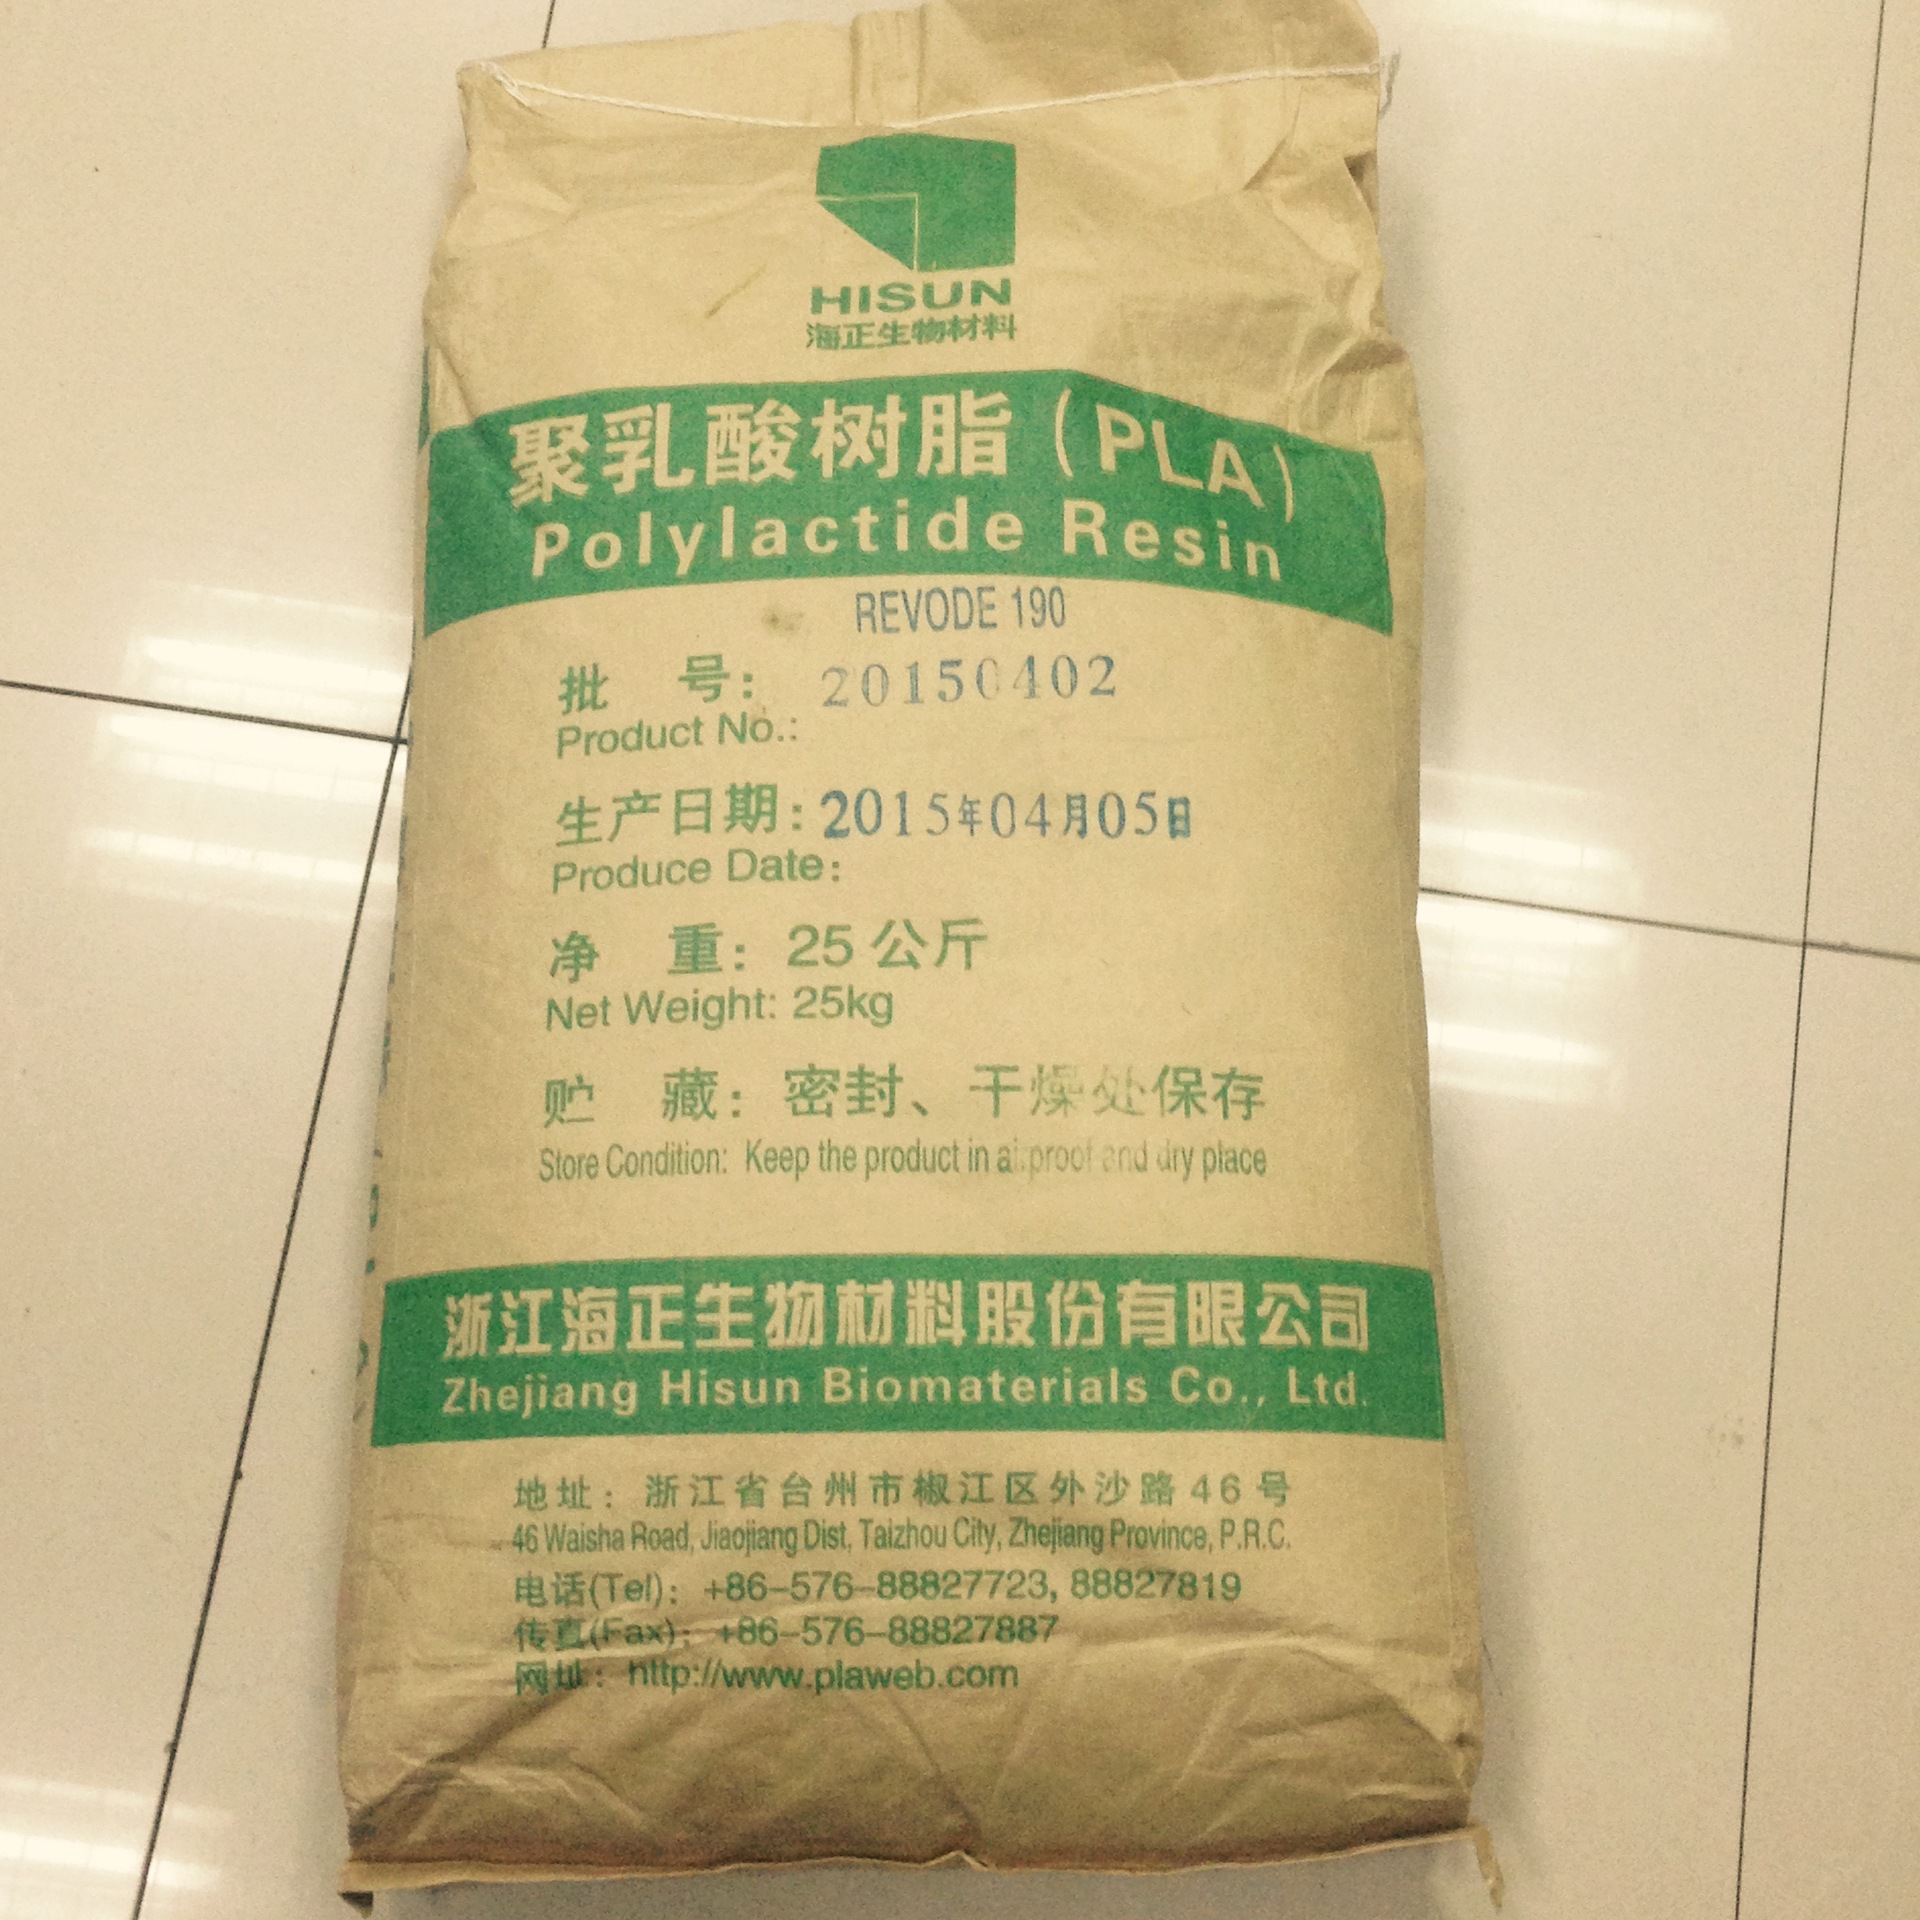 HISUN
海正生物材料
聚乳酸树脂(PLA)
Polylactide Resin
REVODE 190
批 号: 20150402
Product No.:
生产日期: 2015年04月05日
Produce Date:
净 重: 25公斤
Net Weight: 25kg
贮 藏: 密封、干燥处保存
Store Condition: Keep the product in airproof and dry place
浙江海正生物材料股份有限公司
Zhejiang Hisun Biomaterials Co., Ltd.
地址: 浙江省台州市椒江区外沙路46号
46 Waisha Road, Jiaojiang Dist, Taizhou City, Zhejiang Province, P.R.C.
电话(Tel): +86-576-88827723, 88827819
传真(Fax): +86-576-88827887
网址: http://www.plaweb.com